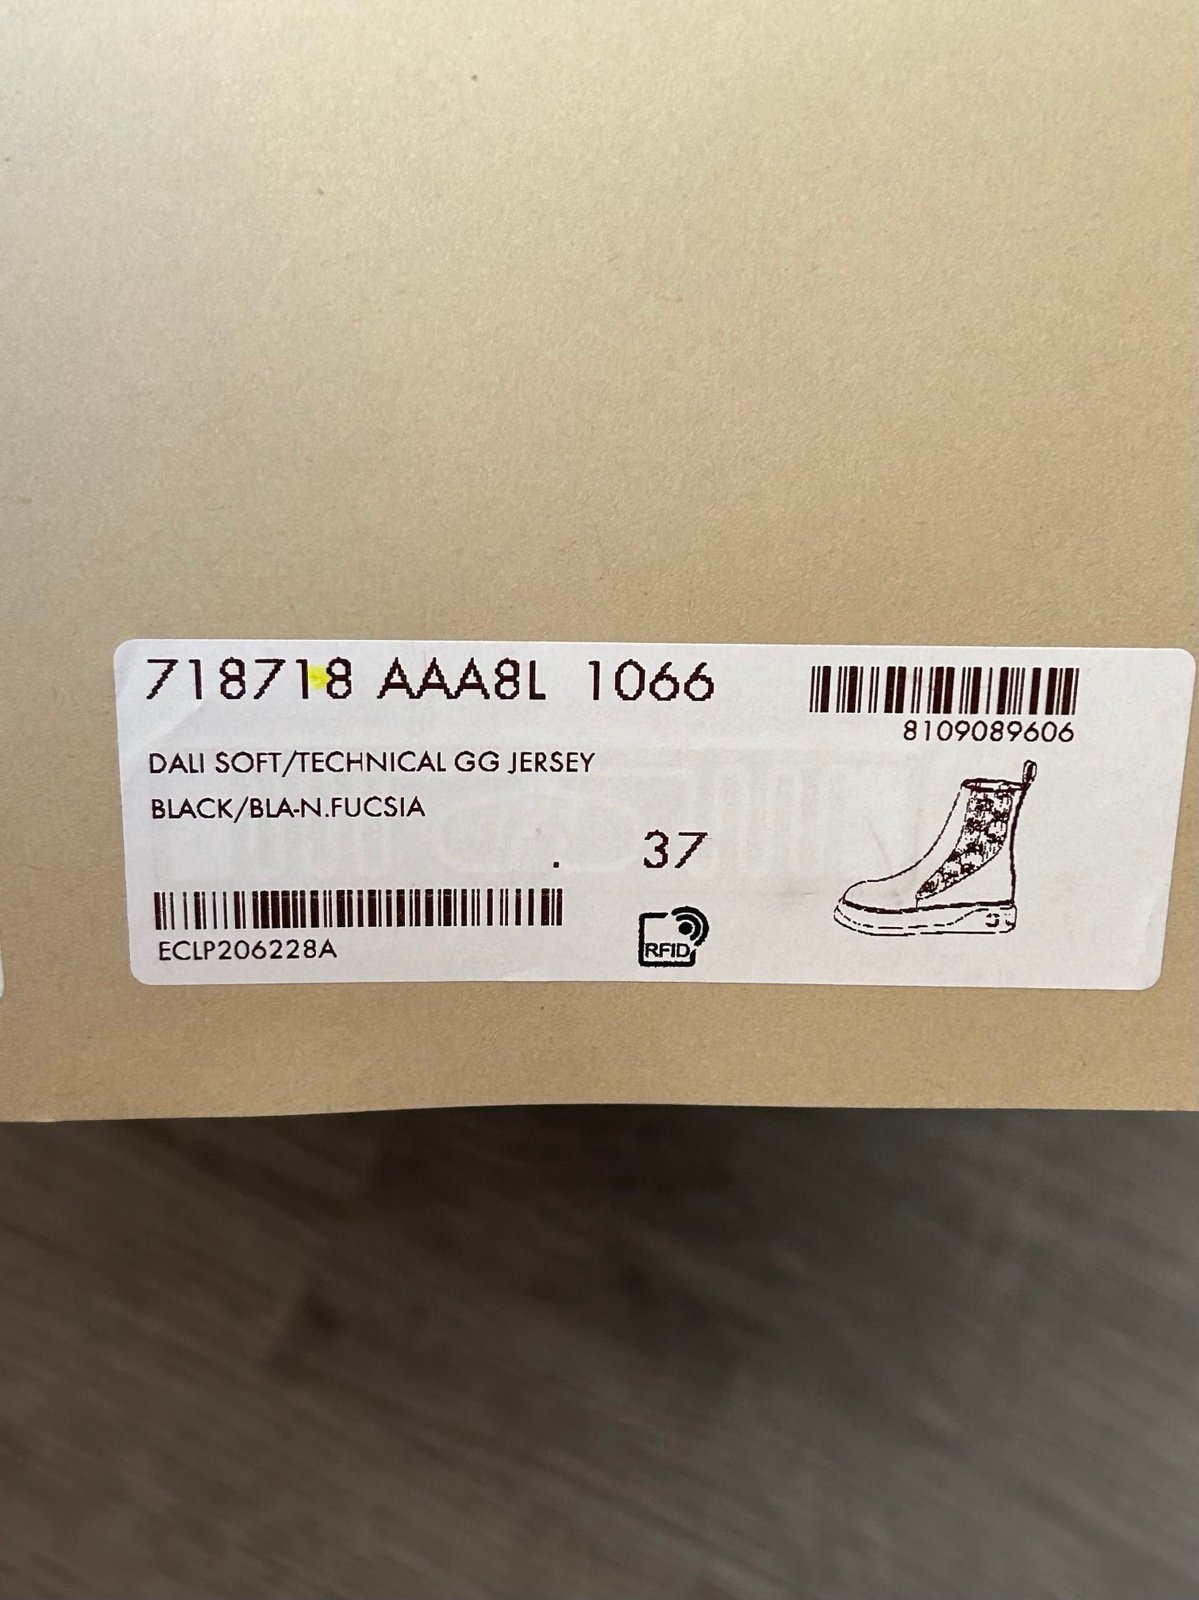 718718 AAA8L 1066
8109089606
DALI SOFT/TECHNICAL GG JERSEY
BLACK/BLA-N.FUCSIA
. 37
ECLP206228A
RFID